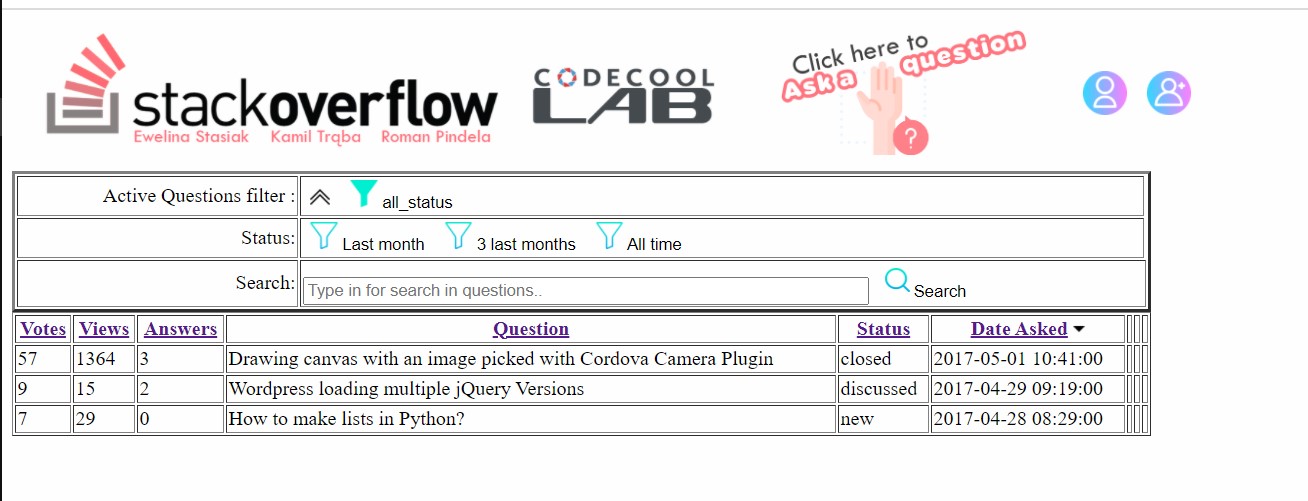 Click here to
Ask a question
stackoverflow
Ewelina Stasiak Kamil Trąba Roman Pindela
CODECOOL
LAB
?
Active Questions filter : all_status
Status: Last month 3 last months All time
Search: Type in for search in questions.. Search
Votes Views Answers Question Status Date Asked
57 1364 3 Drawing canvas with an image picked with Cordova Camera Plugin closed 2017-05-01 10:41:00
9 15 2 Wordpress loading multiple jQuery Versions discussed 2017-04-29 09:19:00
7 29 0 How to make lists in Python? new 2017-04-28 08:29:00